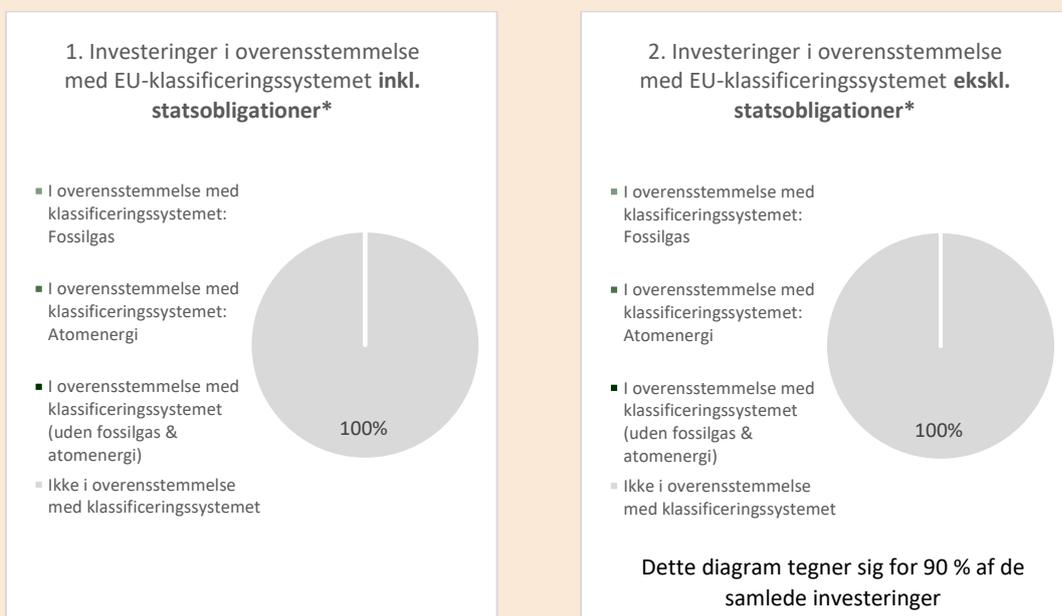 1. Investeringer i overensstemmelse
med EU-klassificeringssystemet inkl.
statsobligationer*
I overensstemmelse med
klassificeringssystemet:
Fossilgas
I overensstemmelse med
klassificeringssystemet:
Atomenergi
I overensstemmelse med
klassificeringssystemet
(uden fossilgas &
atomenergi)
Ikke i overensstemmelse
med klassificeringssystemet
100%
2. Investeringer i overensstemmelse
med EU-klassificeringssystemet ekskl.
statsobligationer*
I overensstemmelse med
klassificeringssystemet:
Fossilgas
I overensstemmelse med
klassificeringssystemet:
Atomenergi
I overensstemmelse med
klassificeringssystemet
(uden fossilgas &
atomenergi)
Ikke i overensstemmelse
med klassificeringssystemet
100%
Dette diagram tegner sig for 90 % af de
samlede investeringer